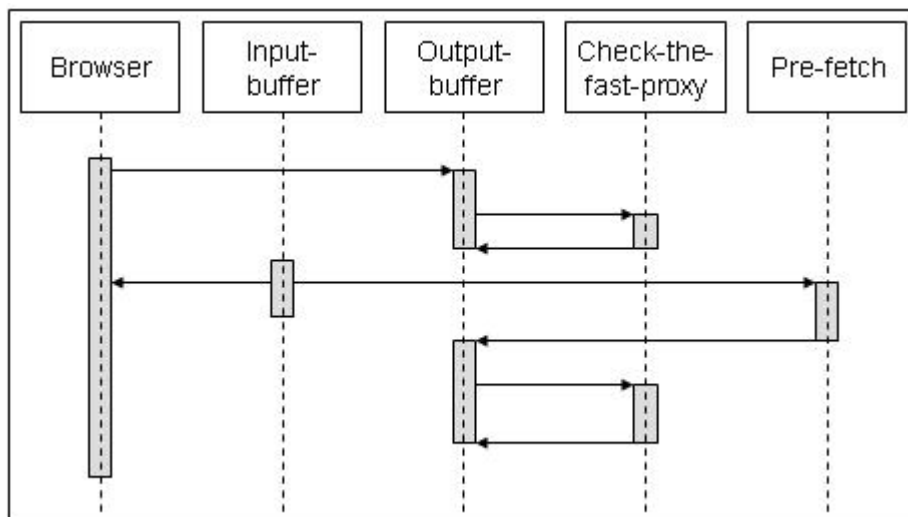 Browser
Input-
buffer
Output-
buffer
Check-the-
fast-proxy
Pre-fetch